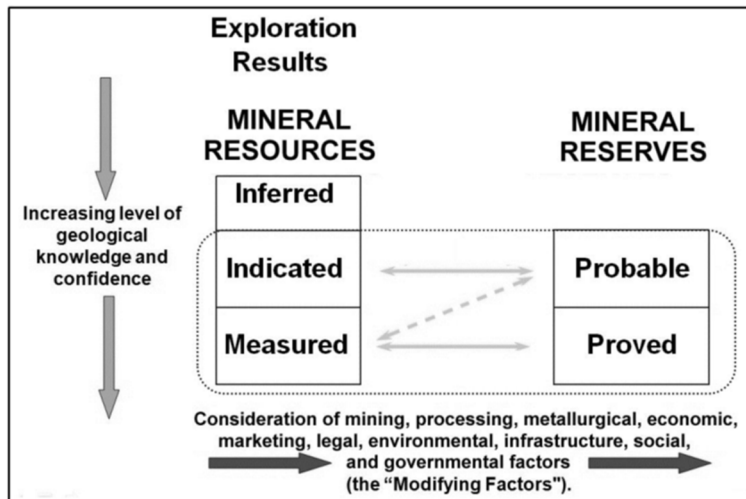 Exploration
Results
MINERAL
RESOURCES
MINERAL
RESERVES
Increasing level of
geological
knowledge and
confidence
Inferred
Indicated
Measured
Probable
Proved
Consideration of mining, processing, metallurgical, economic,
marketing, legal, environmental, infrastructure, social,
and governmental factors
(the “Modifying Factors").